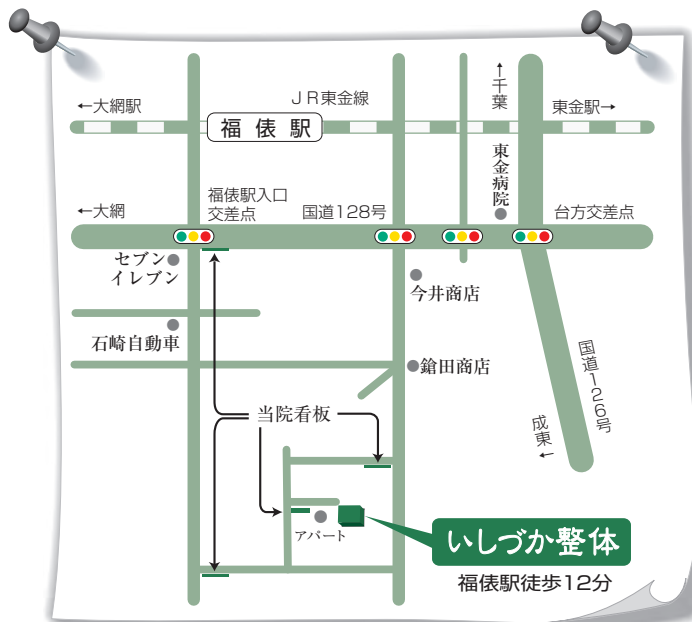 ←千葉
JR東金線
←大網駅
東金駅→
福俵駅
東金病院
福俵駅入口
交差点
←大網
国道128号
台方交差点
セブン
イレブン
今井商店
石崎自動車
鎗田商店
国道126号
当院看板
成東←
アパート
いしづか整体
福俵駅徒歩12分